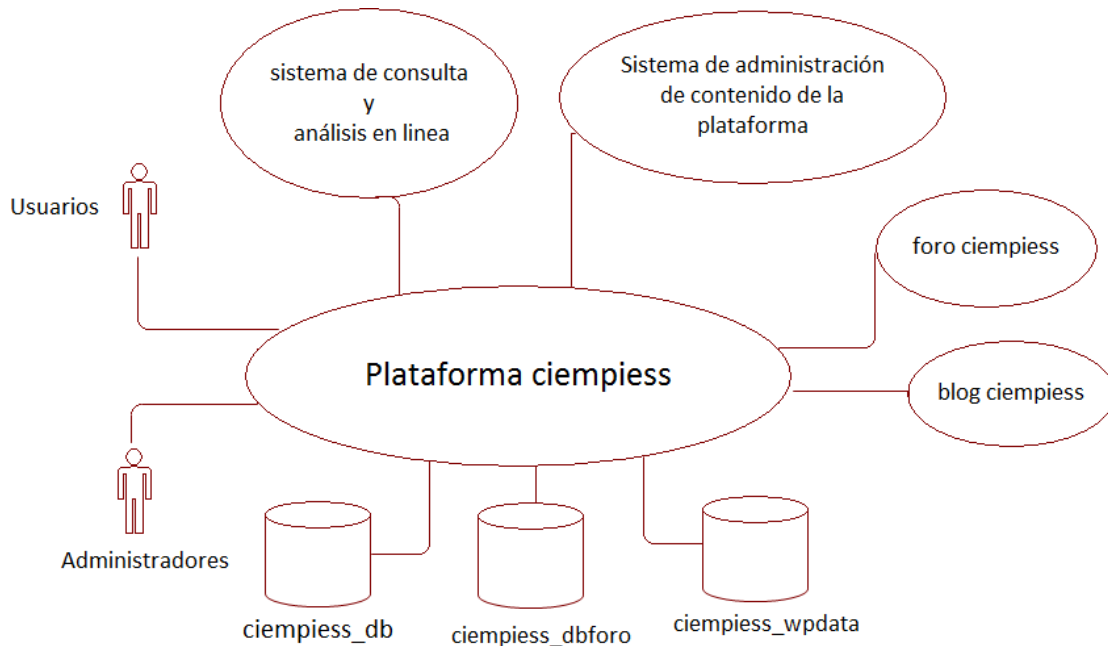 sistema de consulta
y
análisis en linea
Sistema de administración
de contenido de la
plataforma
Usuarios
foro ciempiess
Plataforma ciempiess
blog ciempiess
Administradores
ciempiess_db
ciempiess_dbforo
ciempiess_wpdata